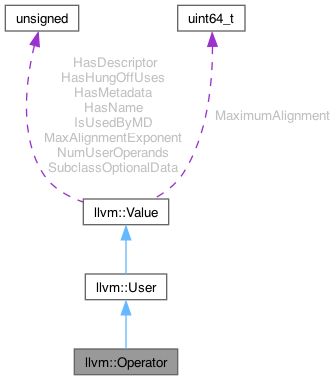 unsigned
uint64_t
HasDescriptor
HasHungOffUses
HasMetadata
HasName
IsUsedByMD
MaxAlignmentExponent
NumUserOperands
SubclassOptionalData
MaximumAlignment
llvm::Value
llvm::User
llvm::Operator